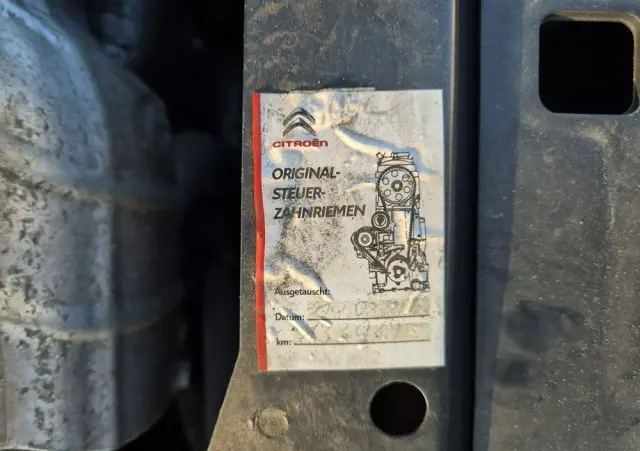 CITROËN
ORIGINAL-
STEUER-
ZAHNRIEMEN
Ausgetauscht:
Datum:
km: